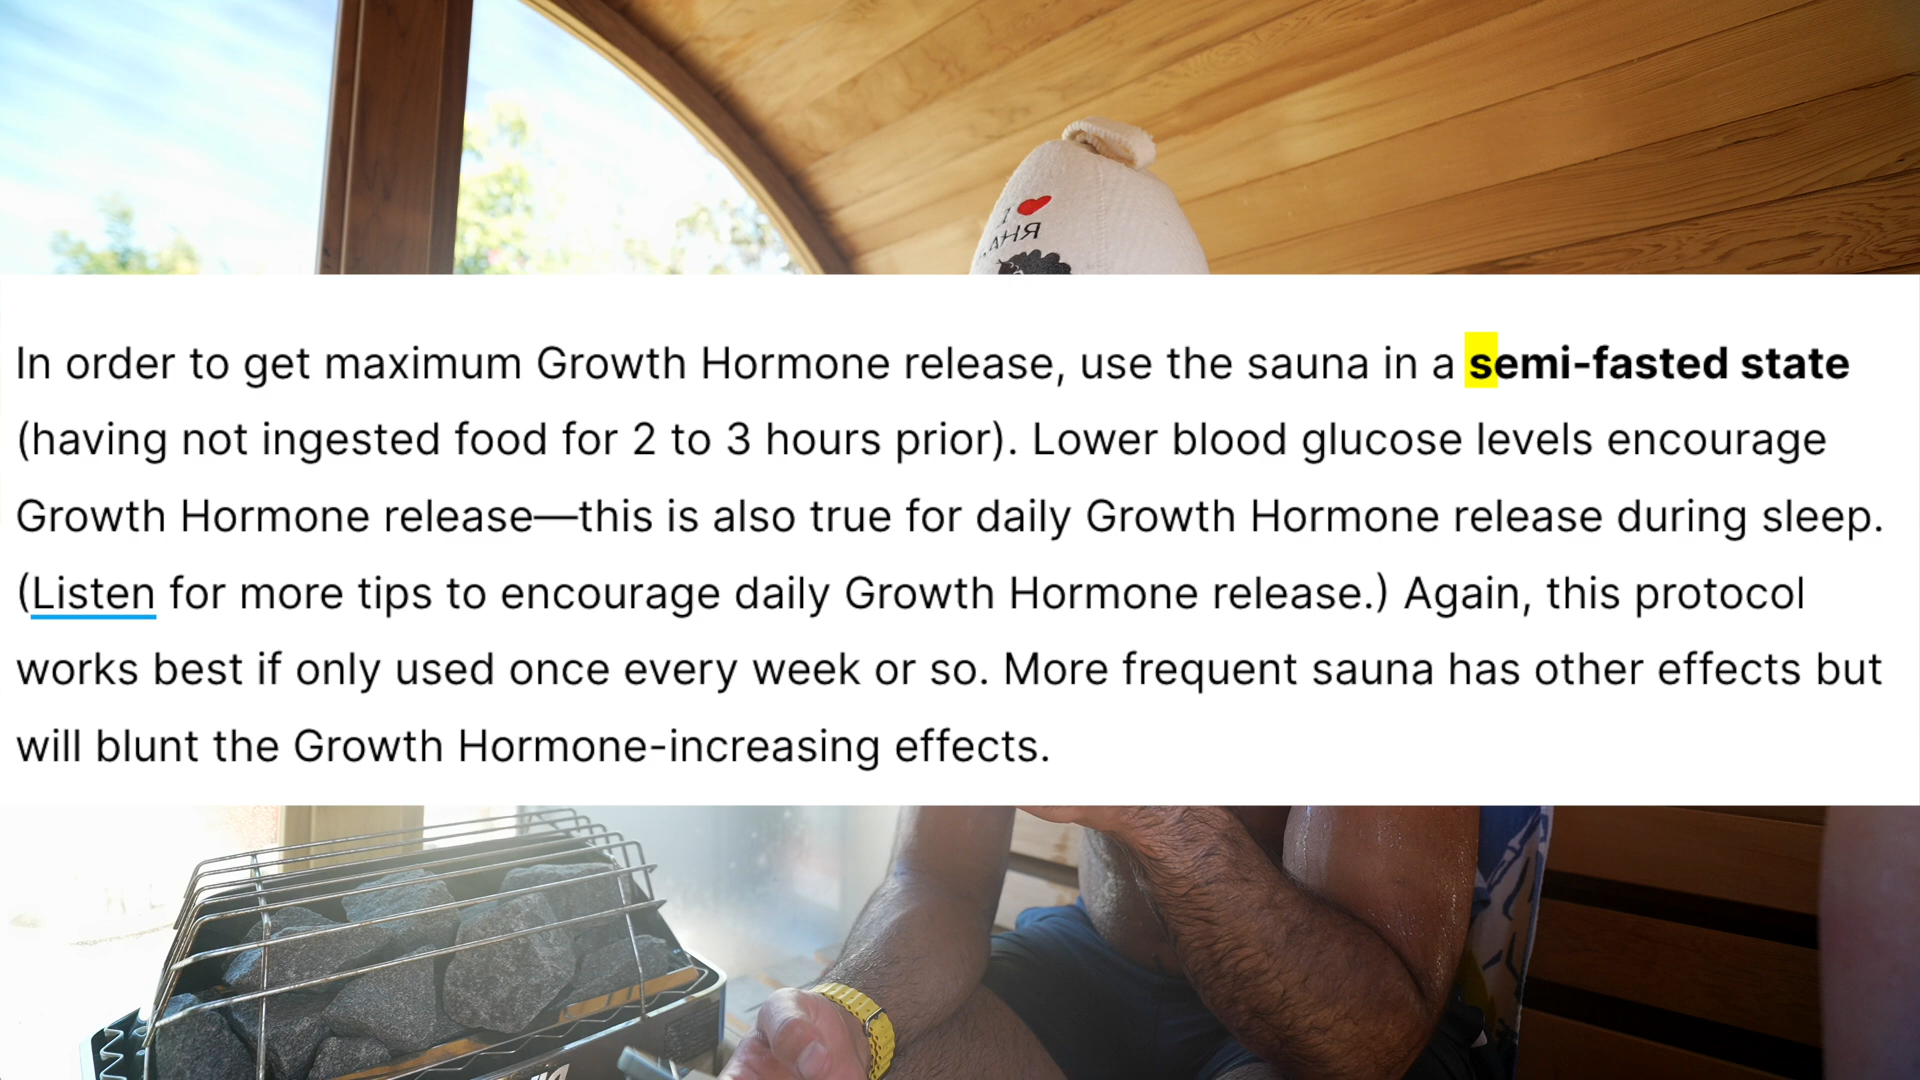 I
RHA
In order to get maximum Growth Hormone release, use the sauna in a semi-fasted state
(having not ingested food for 2 to 3 hours prior). Lower blood glucose levels encourage
Growth Hormone release—this is also true for daily Growth Hormone release during sleep.
(Listen for more tips to encourage daily Growth Hormone release.) Again, this protocol
works best if only used once every week or so. More frequent sauna has other effects but
will blunt the Growth Hormone-increasing effects.